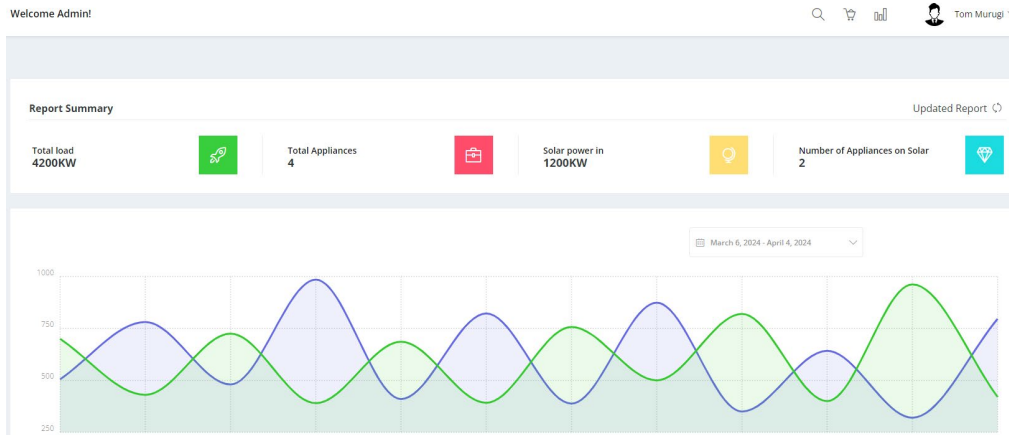 Welcome Admin!
Tom Murugi
Report Summary
Updated Report
Total load
4200KW
Total Appliances
4
Solar power in
1200KW
Number of Appliances on Solar
2
March 6, 2024 - April 4, 2024
1000
750
500
250